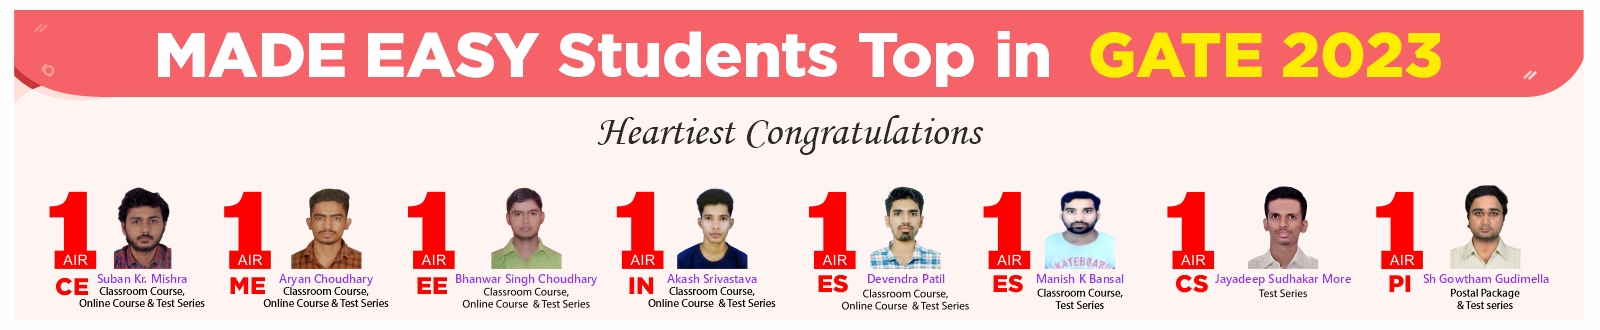 MADE EASY Students Top in GATE 2023
Heartiest Congratulations
1
AIR
CE
Suban Kr. Mishra
Classroom Course,
Online Course & Test Series
1
AIR
ME
Aryan Choudhary
Classroom Course,
Online Course & Test Series
1
AIR
EE
Bhanwar Singh Choudhary
Classroom Course,
Online Course & Test Series
1
AIR
IN
Akash Srivastava
Classroom Course,
Online Course & Test Series
1
AIR
ES
Devendra Patil
Classroom Course,
Online Course & Test Series
1
AIR
ES
KATEBOARD
Manish K Bansal
Classroom Course,
Test Series
1
AIR
CS
Jayadeep Sudhakar More
Test Series
1
AIR
PI
Sh Gowtham Gudimella
Postal Package
& Test series